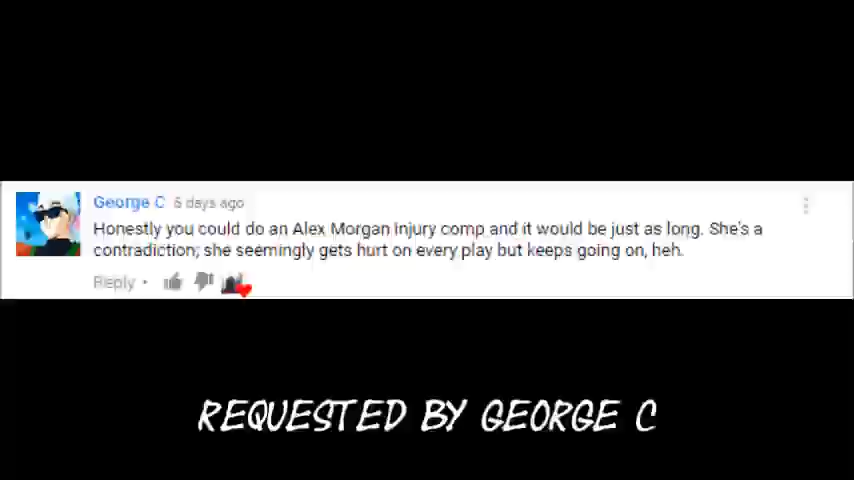 George C 6 days ago
Honestly you could do an Alex Morgan Injury comp and it would be just as long. She's a
contradiction; she seemingly gets hurt on every play but keeps going on, heh.
Reply •
REQUESTED BY GEORGE C